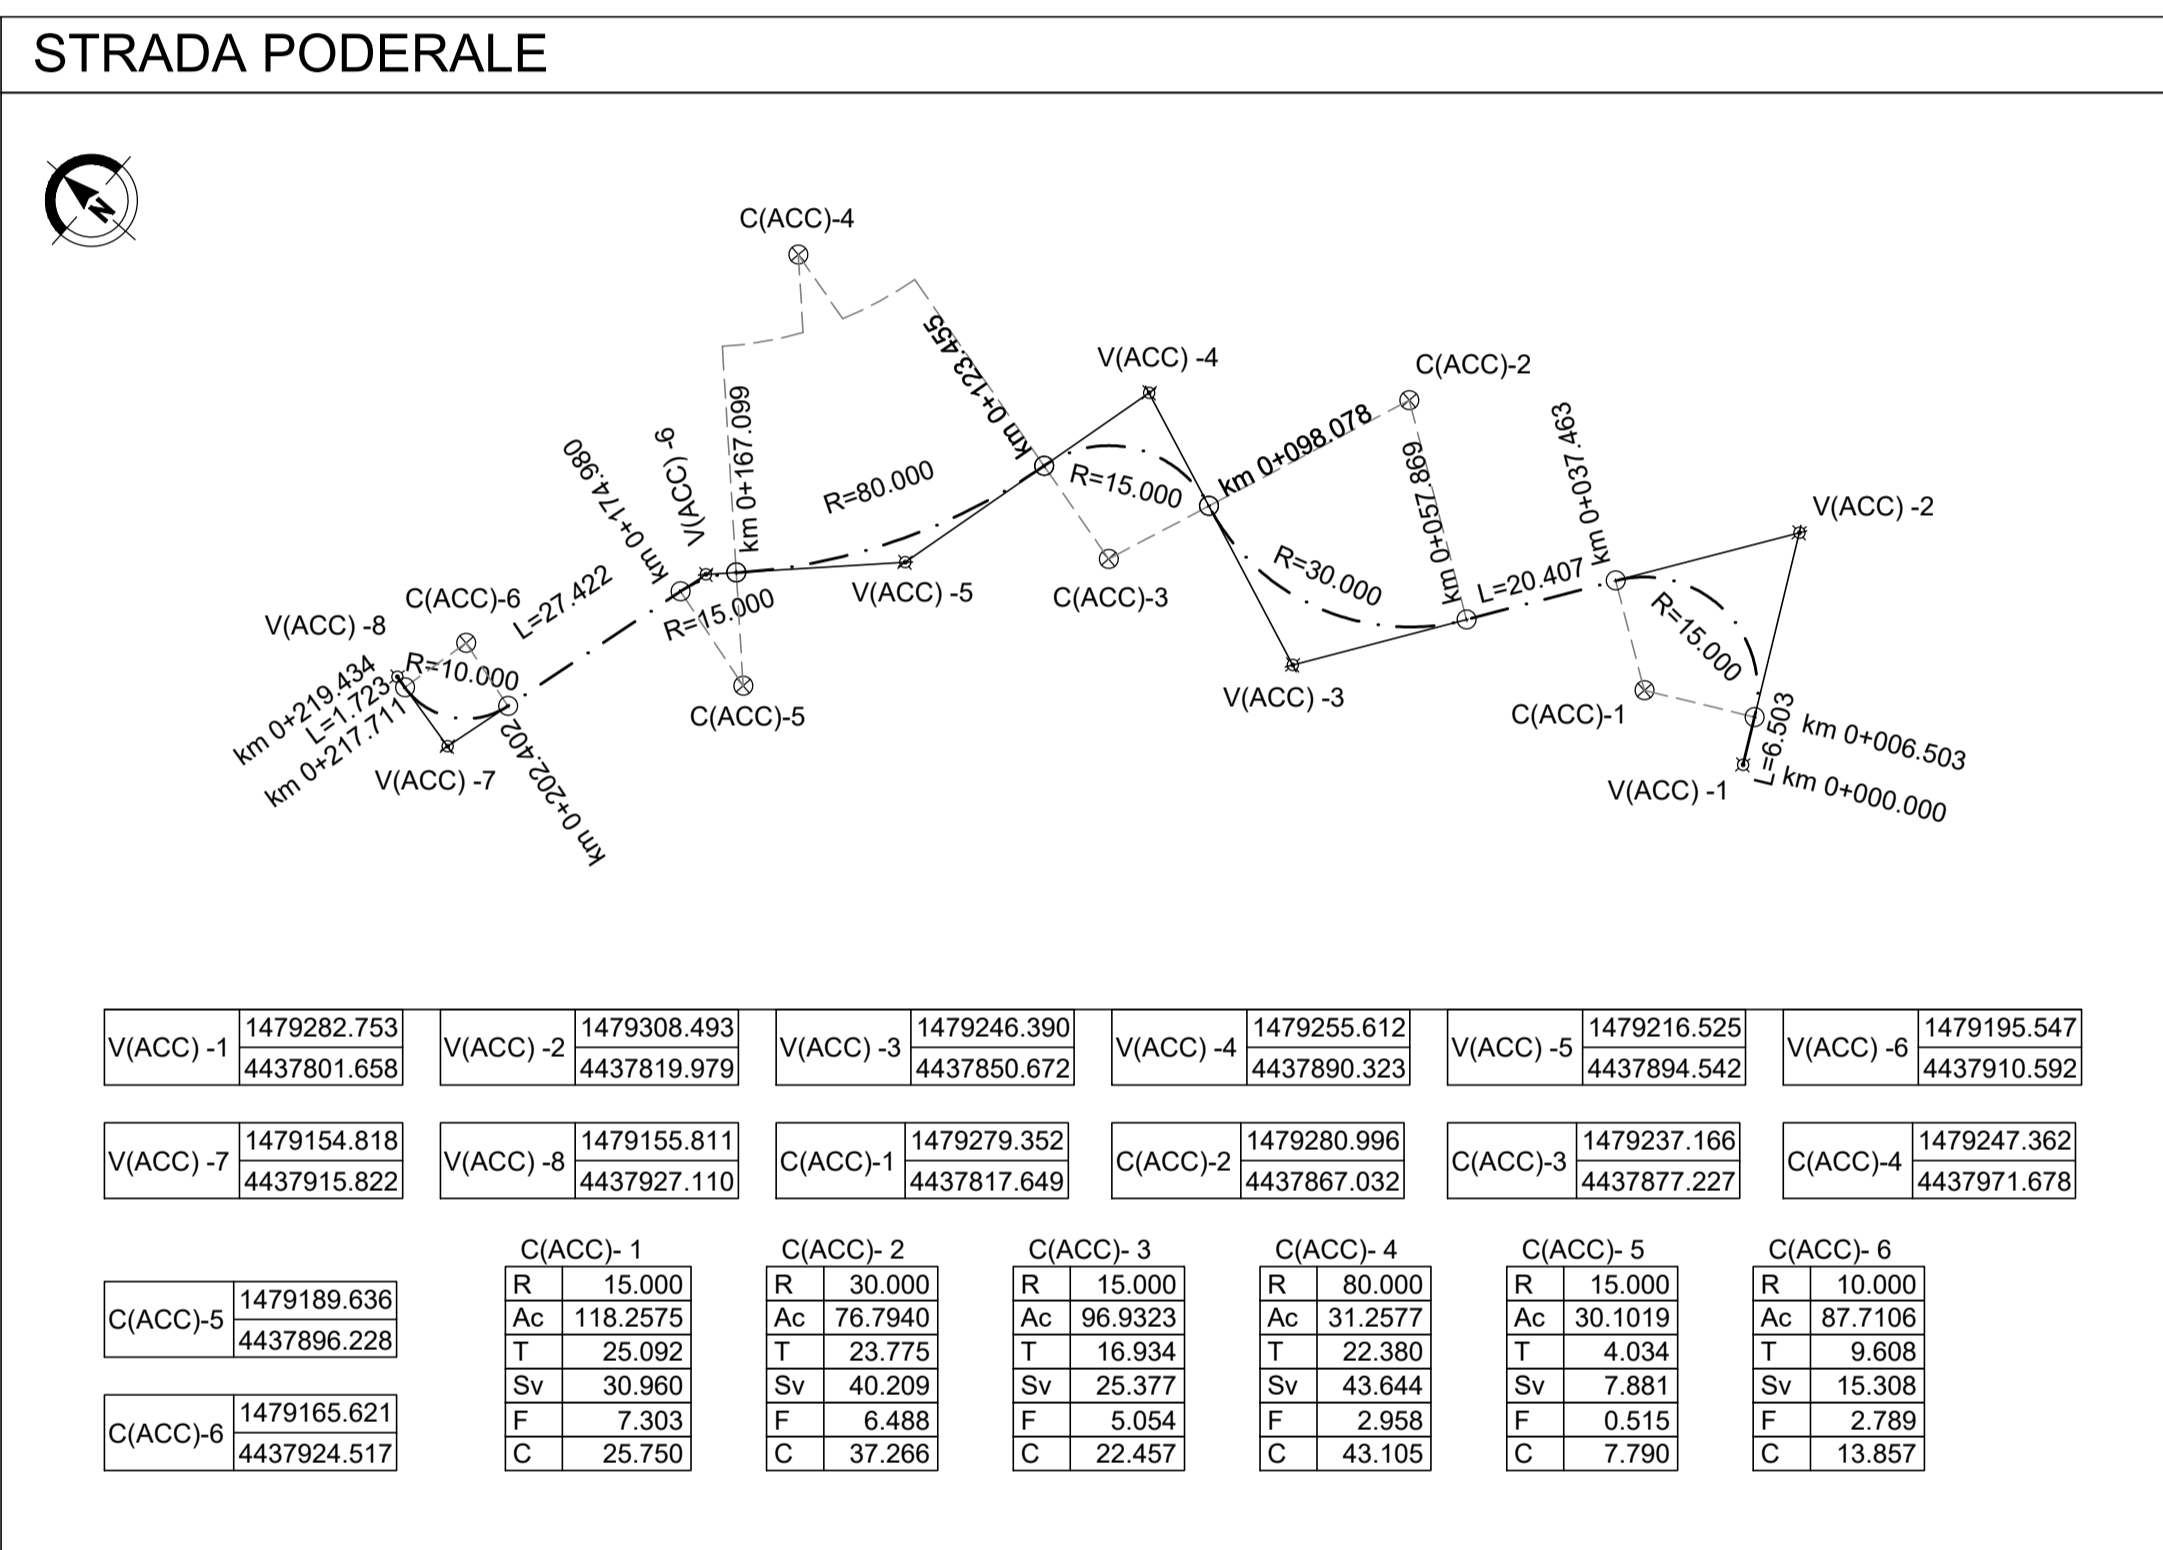 STRADA PODERALE
N
C(ACC)-4
V(ACC) -4
C(ACC)-2
km 0+123.455
km 0+167.099
V(ACC) -6
km 0+174.980
R=80.000
R=15.000
km 0+098.078
km 0+057.869
km 0+037.463
V(ACC) -2
C(ACC)-6
L=27.422
R=15.000
V(ACC) -5
C(ACC)-3
R=30.000
L=20.407
R=15.000
V(ACC) -8
R=10.000
km 0+219.434
L=1.723
km 0+217.711
V(ACC) -7
km 0+202.402
C(ACC)-5
V(ACC) -3
C(ACC)-1
L=6.503
km 0+006.503
V(ACC) -1
km 0+000.000
V(ACC) -1 1479282.753 4437801.658
V(ACC) -2 1479308.493 4437819.979
V(ACC) -3 1479246.390 4437850.672
V(ACC) -4 1479255.612 4437890.323
V(ACC) -5 1479216.525 4437894.542
V(ACC) -6 1479195.547 4437910.592
V(ACC) -7 1479154.818 4437915.822
V(ACC) -8 1479155.811 4437927.110
C(ACC)-1 1479279.352 4437817.649
C(ACC)-2 1479280.996 4437867.032
C(ACC)-3 1479237.166 4437877.227
C(ACC)-4 1479247.362 4437971.678
C(ACC)-5 1479189.636 4437896.228
C(ACC)-6 1479165.621 4437924.517
C(ACC)- 1
R 15.000
Ac 118.2575
T 25.092
Sv 30.960
F 7.303
C 25.750
C(ACC)- 2
R 30.000
Ac 76.7940
T 23.775
Sv 40.209
F 6.488
C 37.266
C(ACC)- 3
R 15.000
Ac 96.9323
T 16.934
Sv 25.377
F 5.054
C 22.457
C(ACC)- 4
R 80.000
Ac 31.2577
T 22.380
Sv 43.644
F 2.958
C 43.105
C(ACC)- 5
R 15.000
Ac 30.1019
T 4.034
Sv 7.881
F 0.515
C 7.790
C(ACC)- 6
R 10.000
Ac 87.7106
T 9.608
Sv 15.308
F 2.789
C 13.857